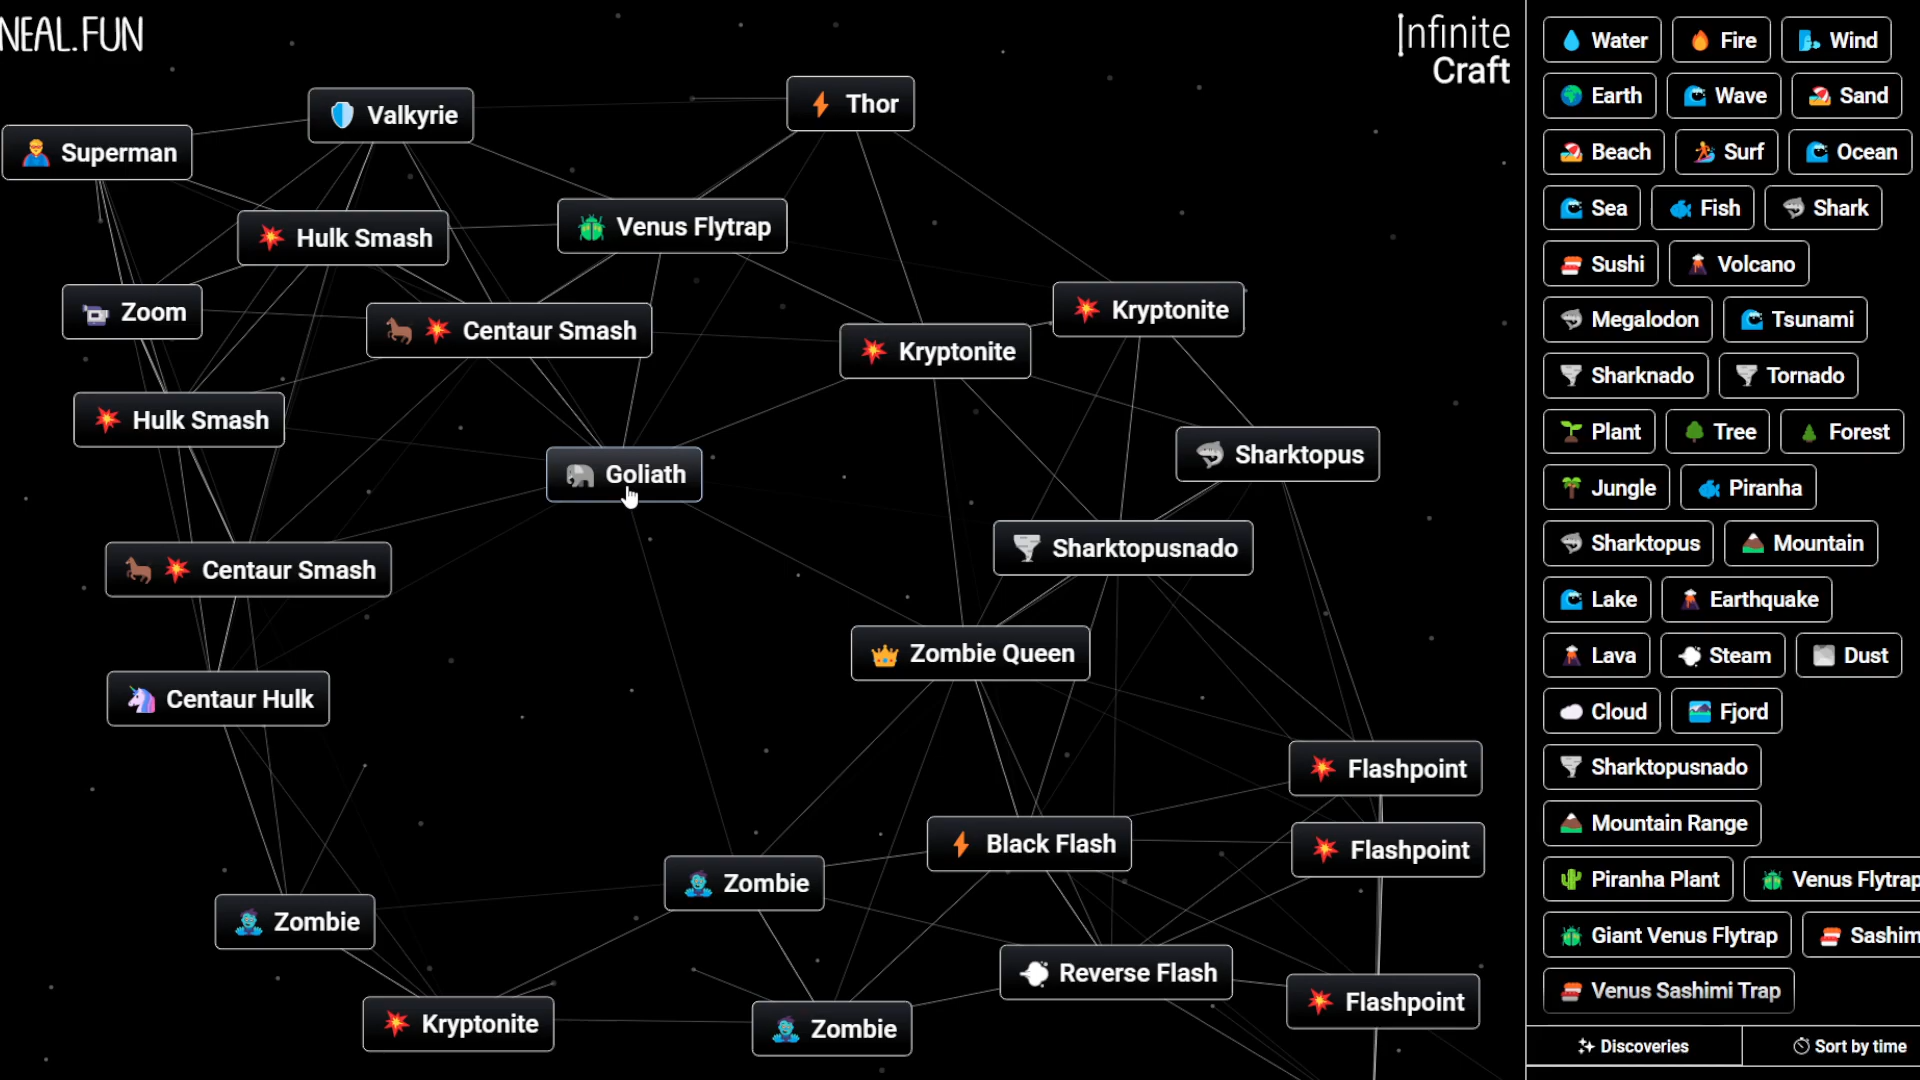 NEAL.FUN
Infinite
Craft
Valkyrie
Thor
Superman
Hulk Smash
Venus Flytrap
Zoom
Centaur Smash
Kryptonite
Kryptonite
Hulk Smash
Goliath
Sharktopus
Centaur Smash
Sharktopusnado
Zombie Queen
Centaur Hulk
Flashpoint
Black Flash
Flashpoint
Zombie
Zombie
Reverse Flash
Flashpoint
Kryptonite
Zombie
Water Fire Wind
Earth Wave Sand
Beach Surf Ocean
Sea Fish Shark
Sushi Volcano
Megalodon Tsunami
Sharknado Tornado
Plant Tree Forest
Jungle Piranha
Sharktopus Mountain
Lake Earthquake
Lava Steam Dust
Cloud Fjord
Sharktopusnado
Mountain Range
Piranha Plant Venus Flytrap
Giant Venus Flytrap Sashim
Venus Sashimi Trap
Discoveries Sort by time